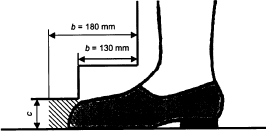 b = 180 mm
b = 130 mm
c